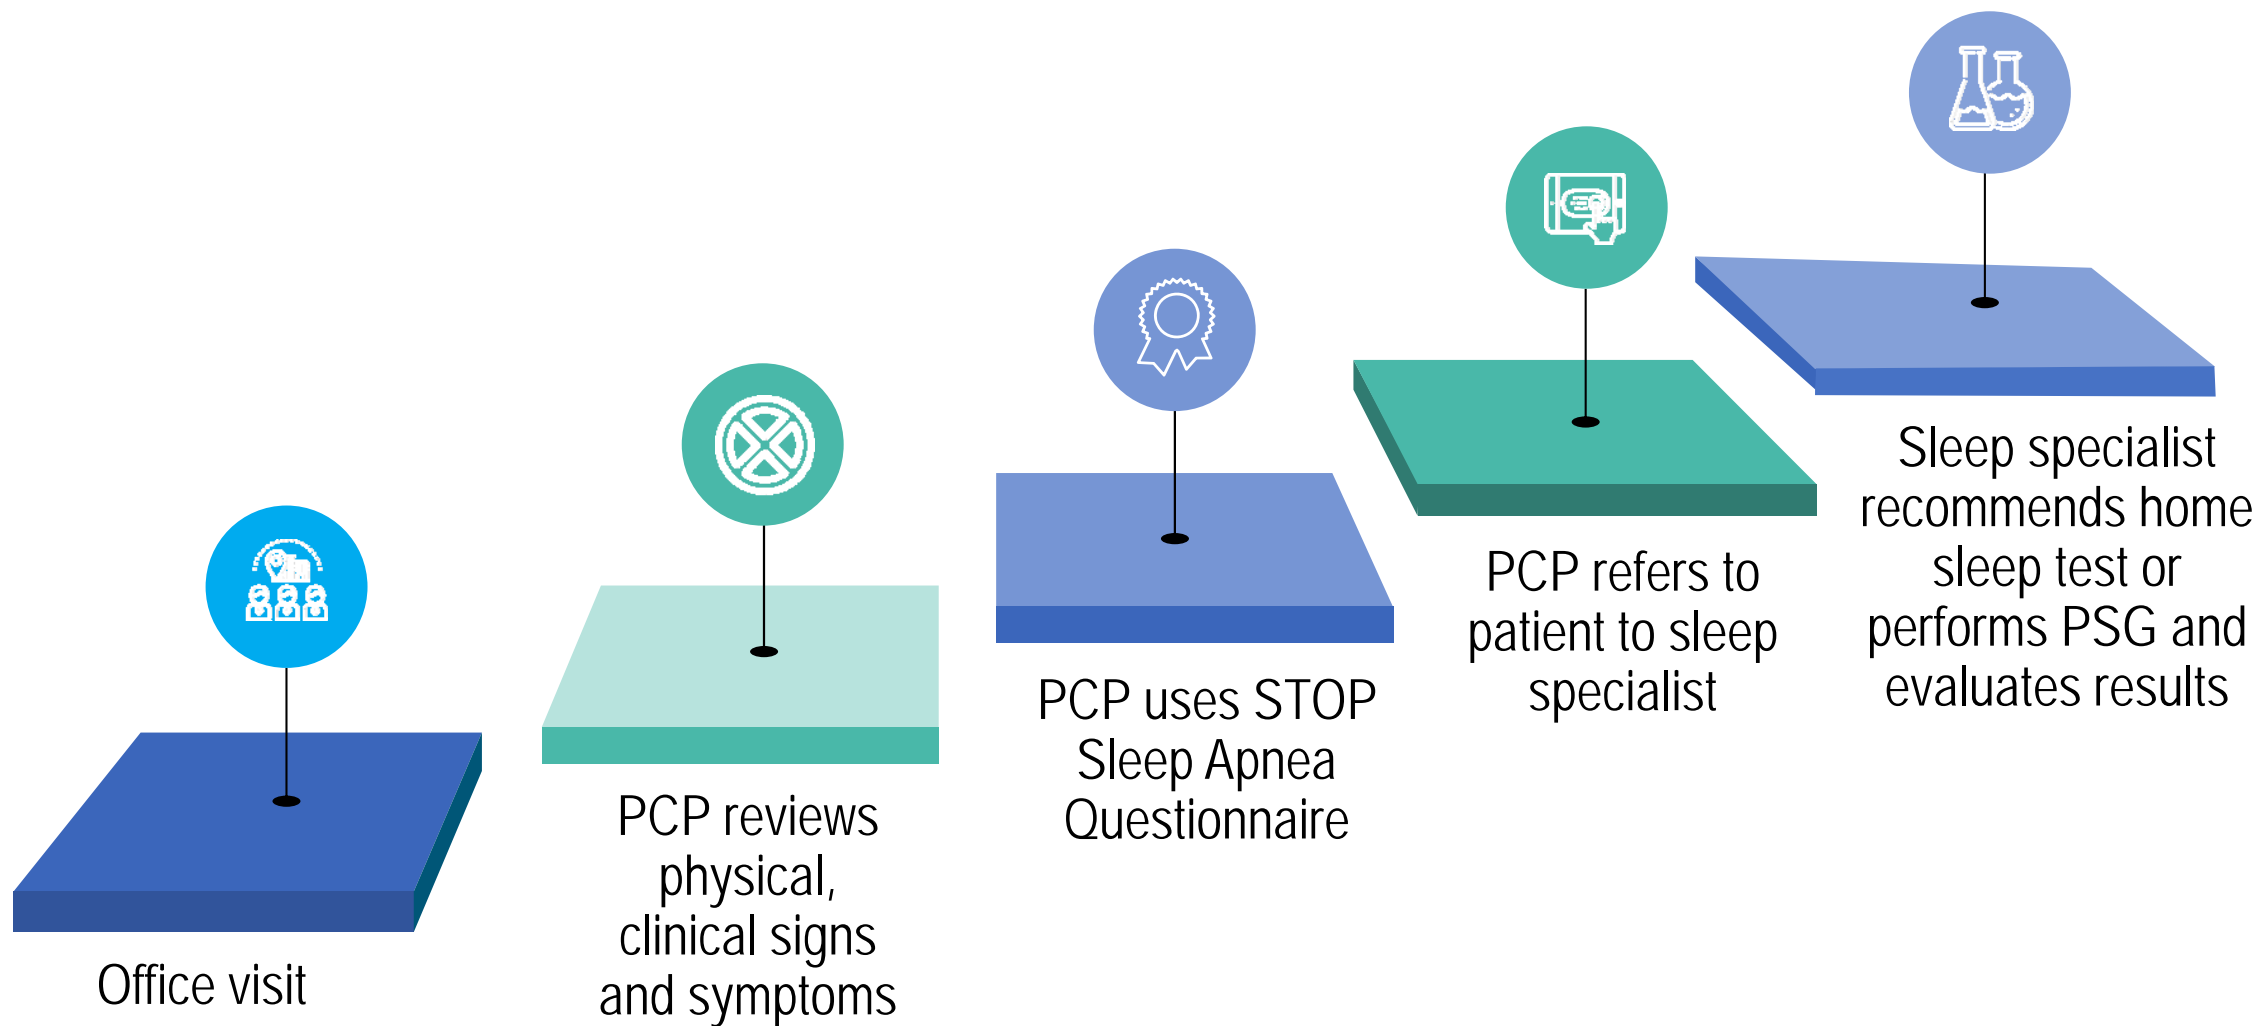 Office visit
PCP reviews
physical,
clinical signs
and symptoms
PCP uses STOP
Sleep Apnea
Questionnaire
PCP refers to
patient to sleep
specialist
Sleep specialist
recommends home
sleep test or
performs PSG and
evaluates results